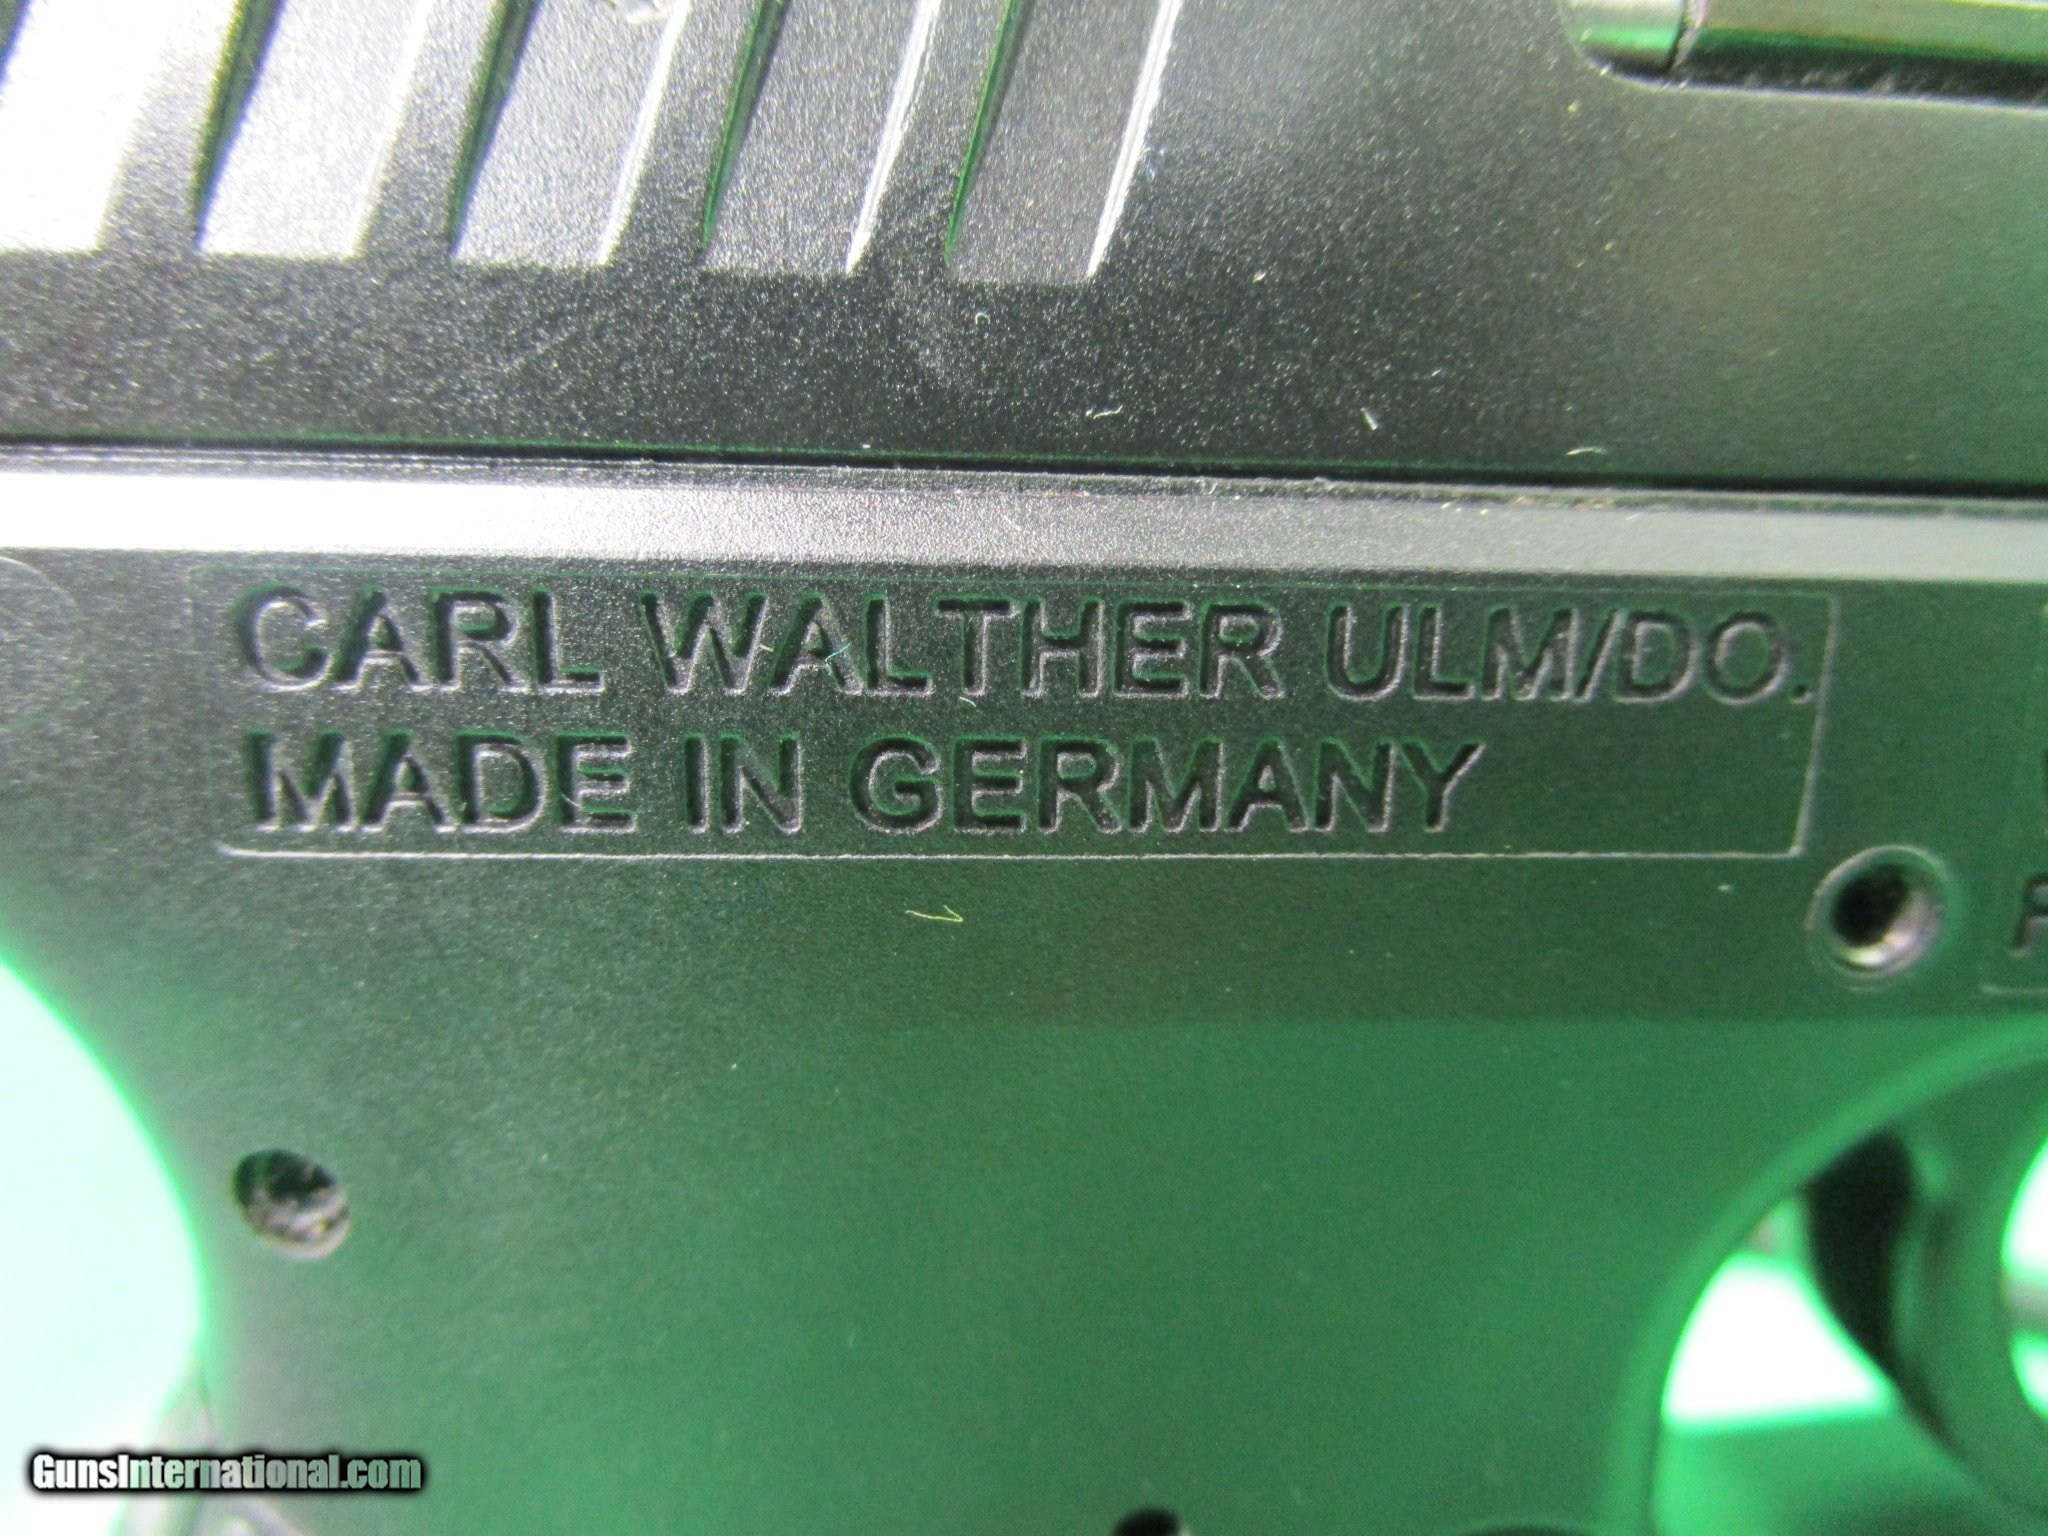 CARL WALTHER ULM/DO.
MADE IN GERMANY
GunsInternational.com